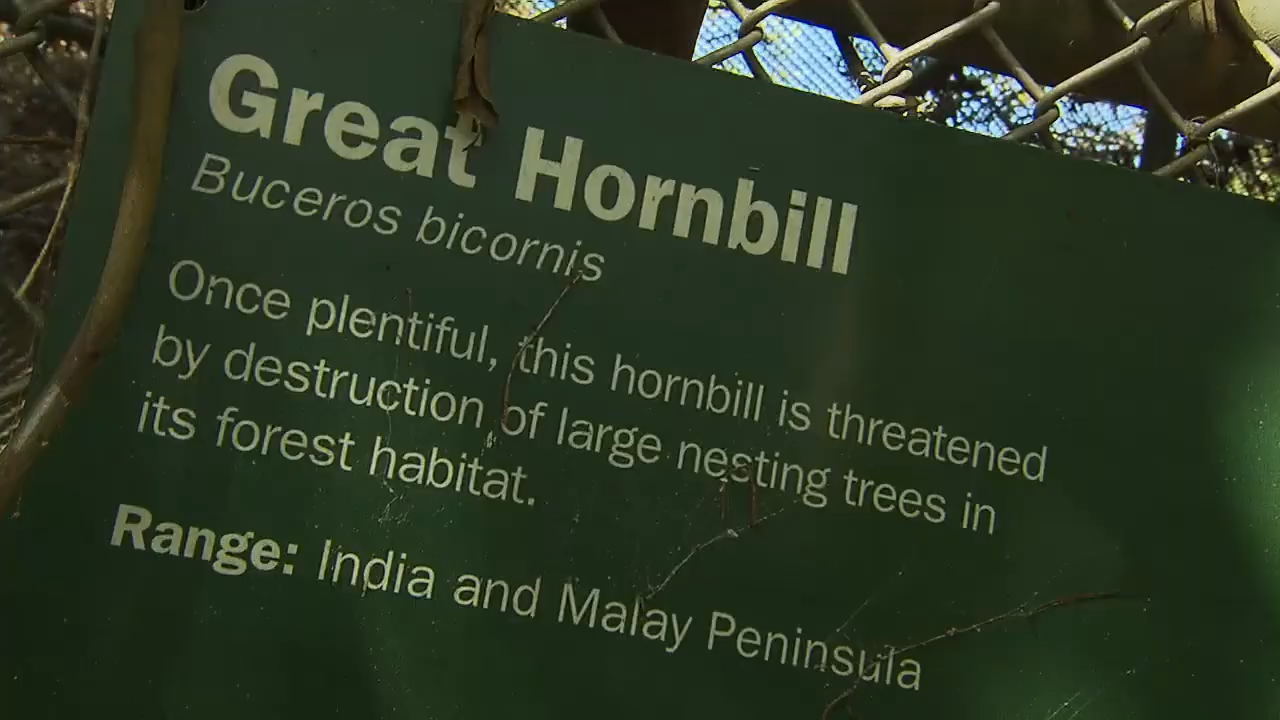 Great Hornbill
Buceros bicornis
Once plentiful, this hornbill is threatened
by destruction of large nesting trees in
its forest habitat.
Range: India and Malay Peninsula